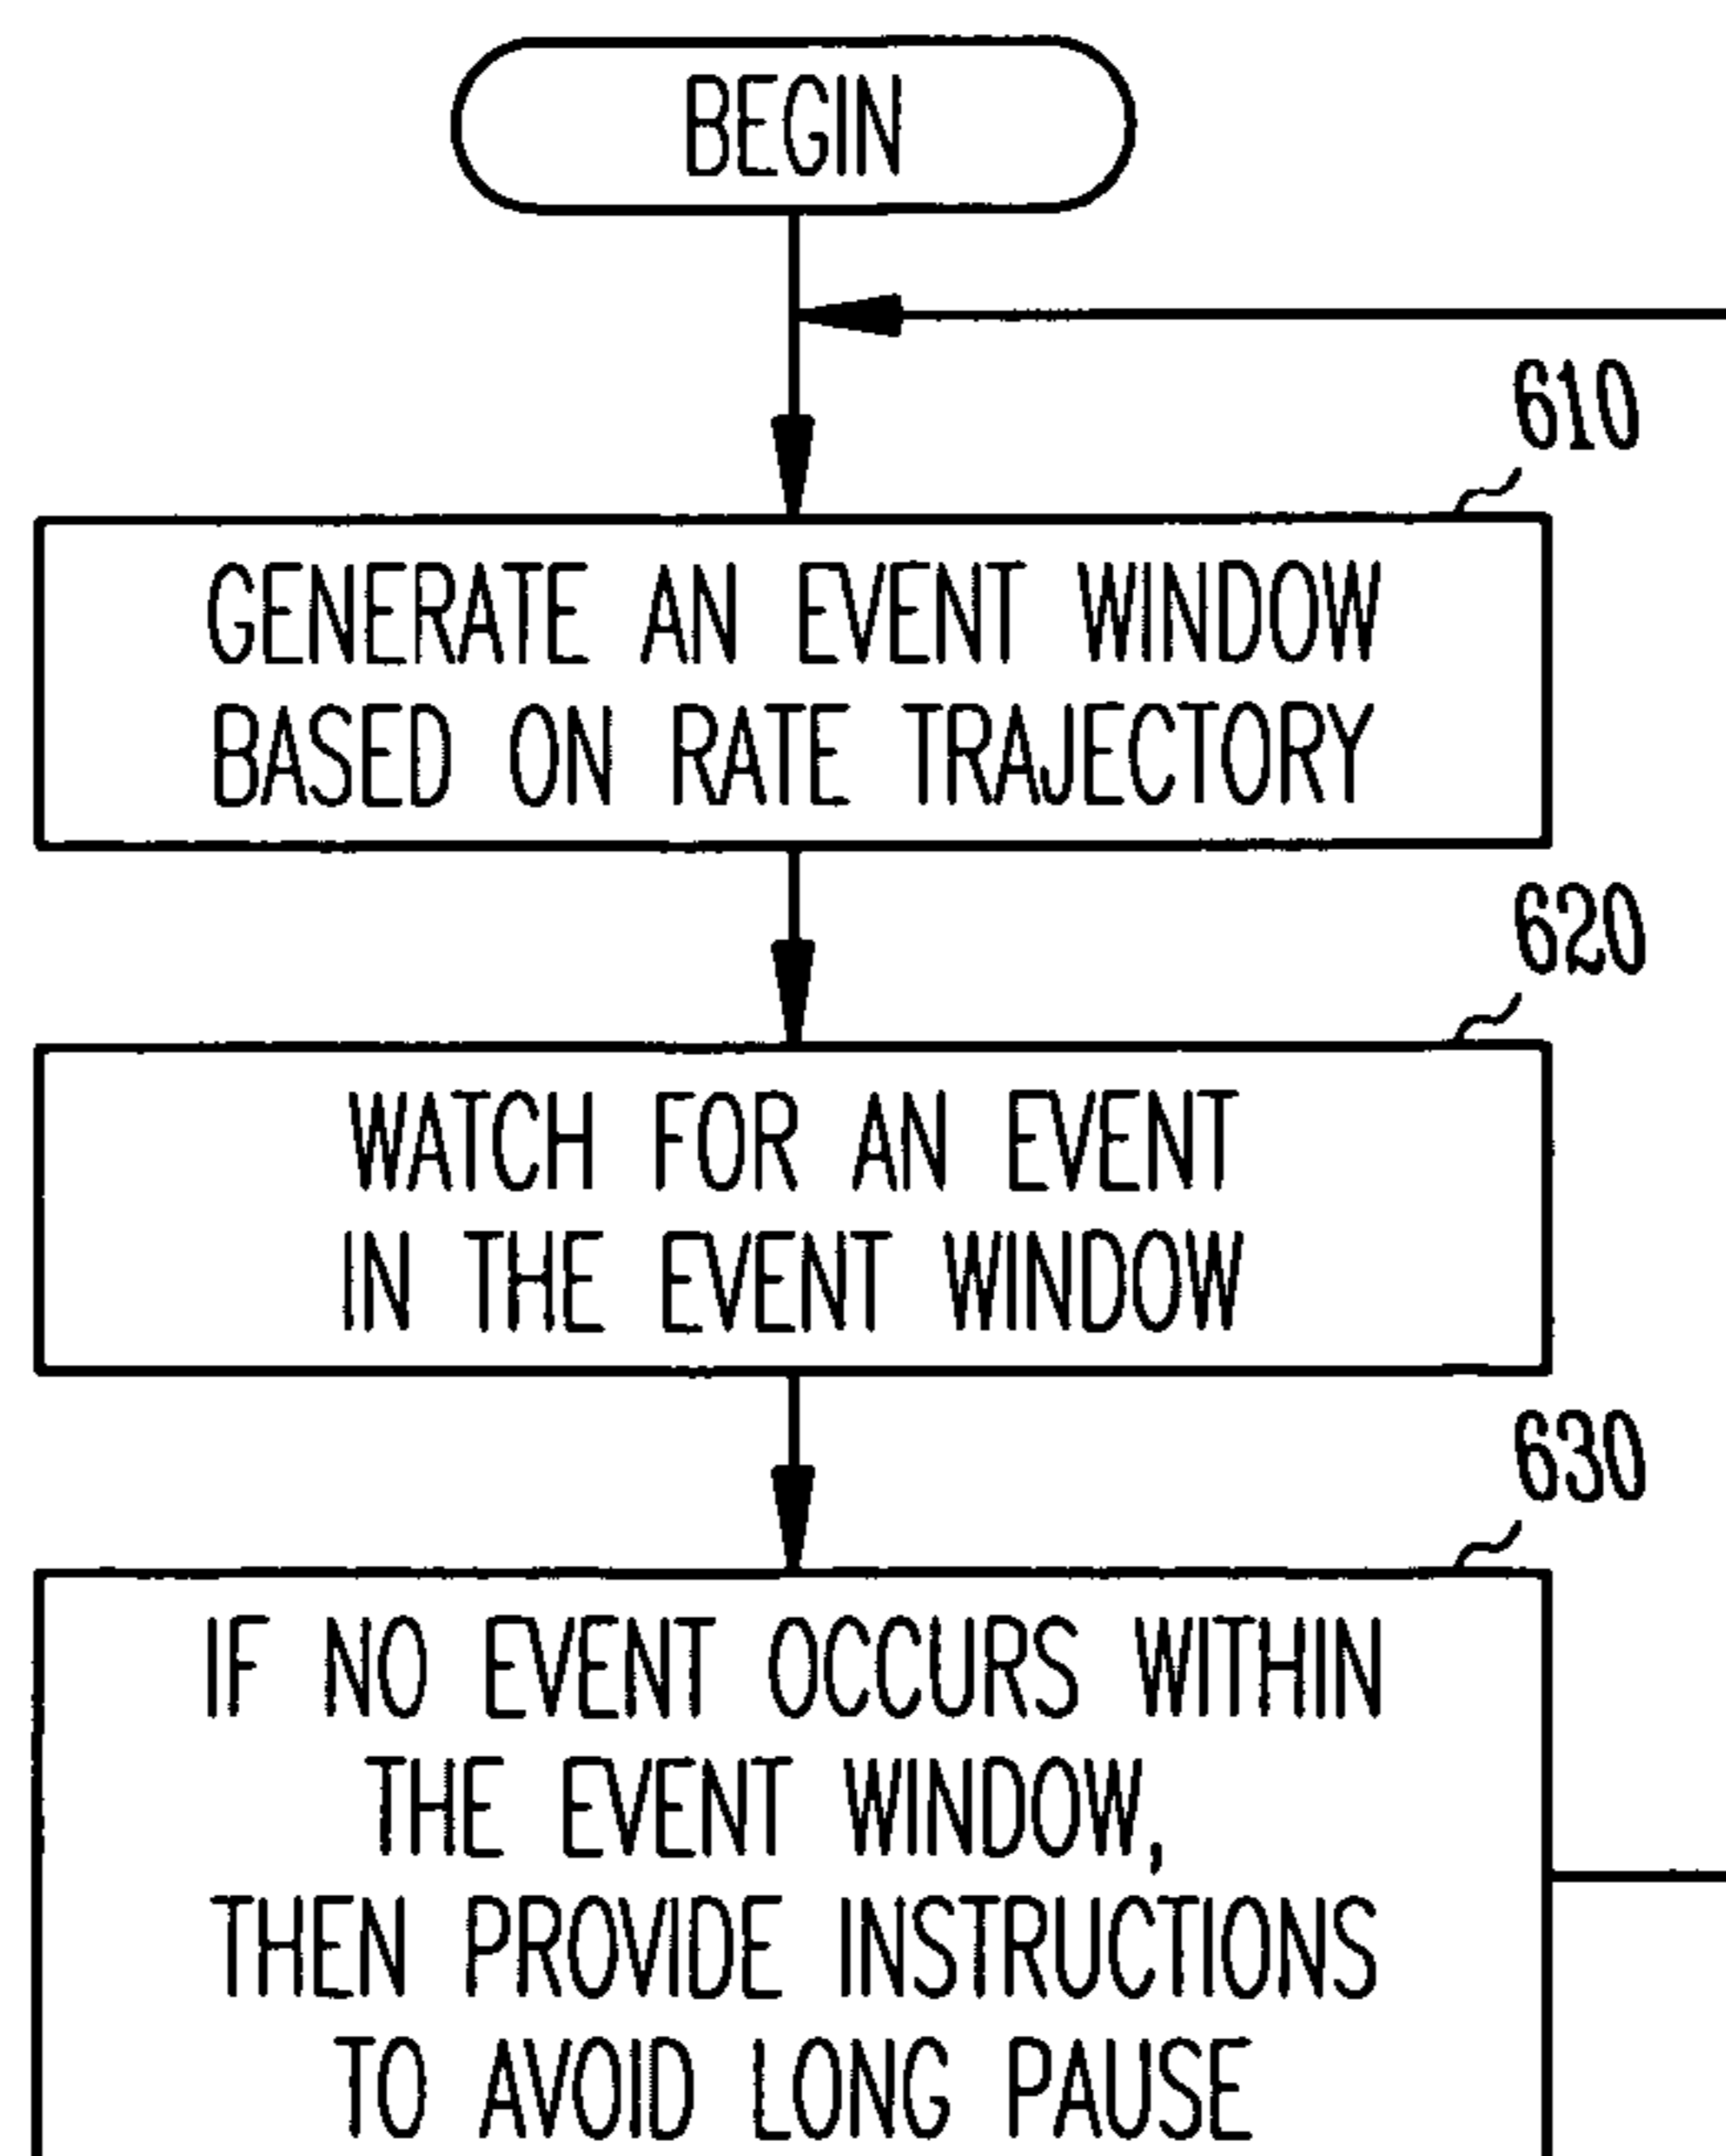 BEGIN
610
GENERATE AN EVENT WINDOW
BASED ON RATE TRAJECTORY
620
WATCH FOR AN EVENT
IN THE EVENT WINDOW
630
IF NO EVENT OCCURS WITHIN
THE EVENT WINDOW,
THEN PROVIDE INSTRUCTIONS
TO AVOID LONG PAUSE